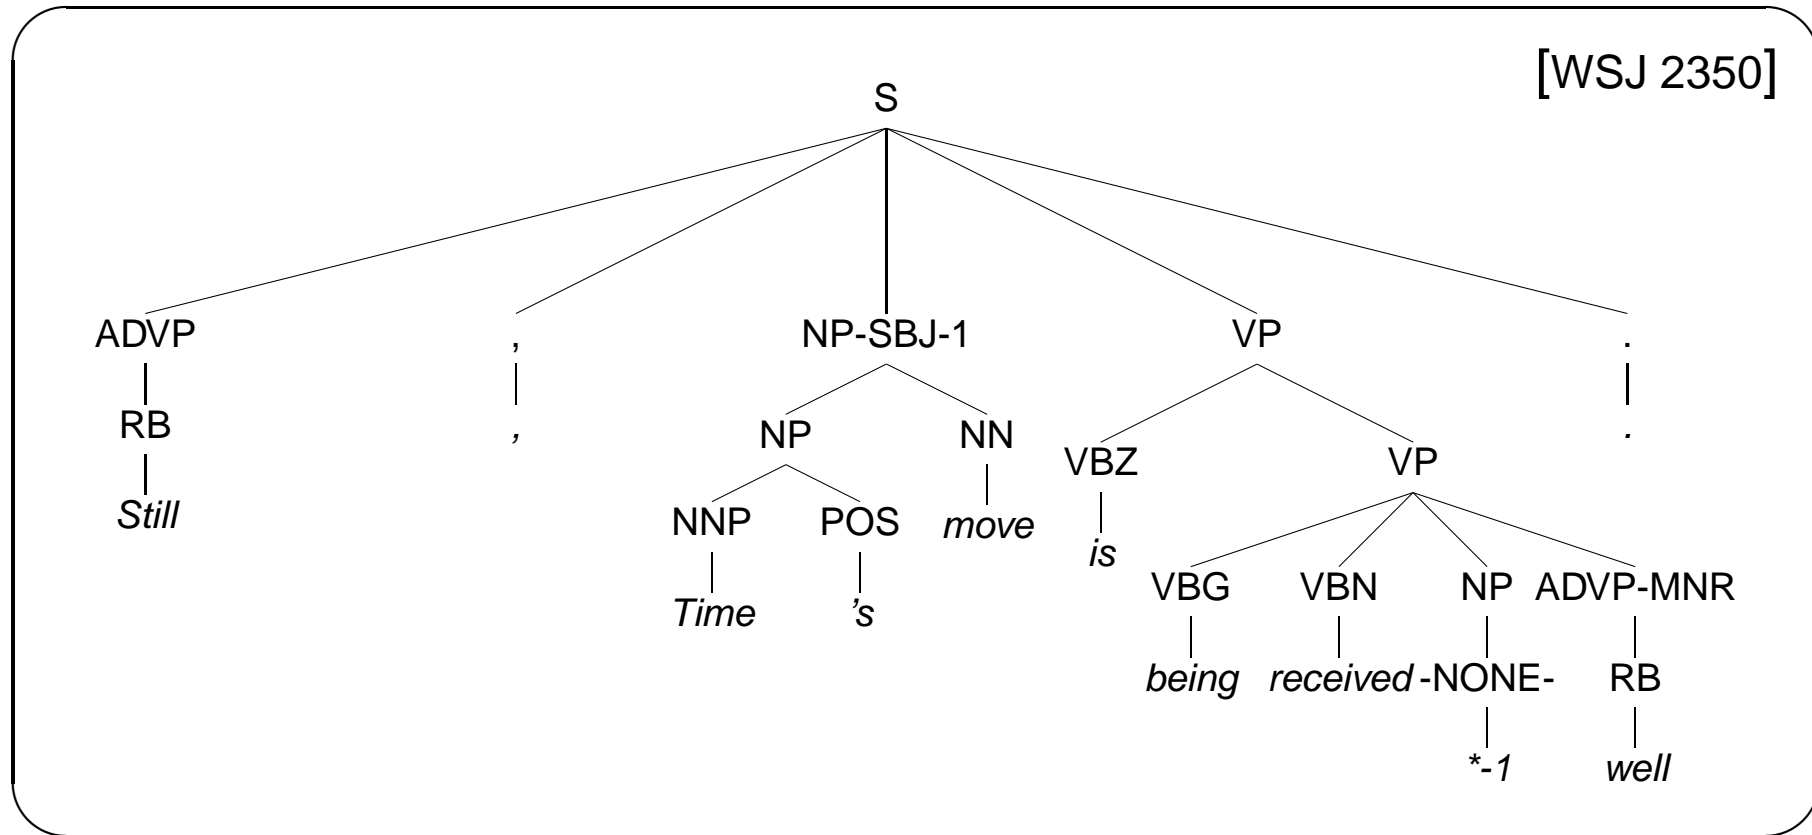 [WSJ 2350]
S
ADVP , NP-SBJ-1 VP .
RB , NP NN VBZ VP .
Still NNP POS move is
Time 's VBG VBN NP ADVP-MNR
being received -NONE- RB
*-1 well